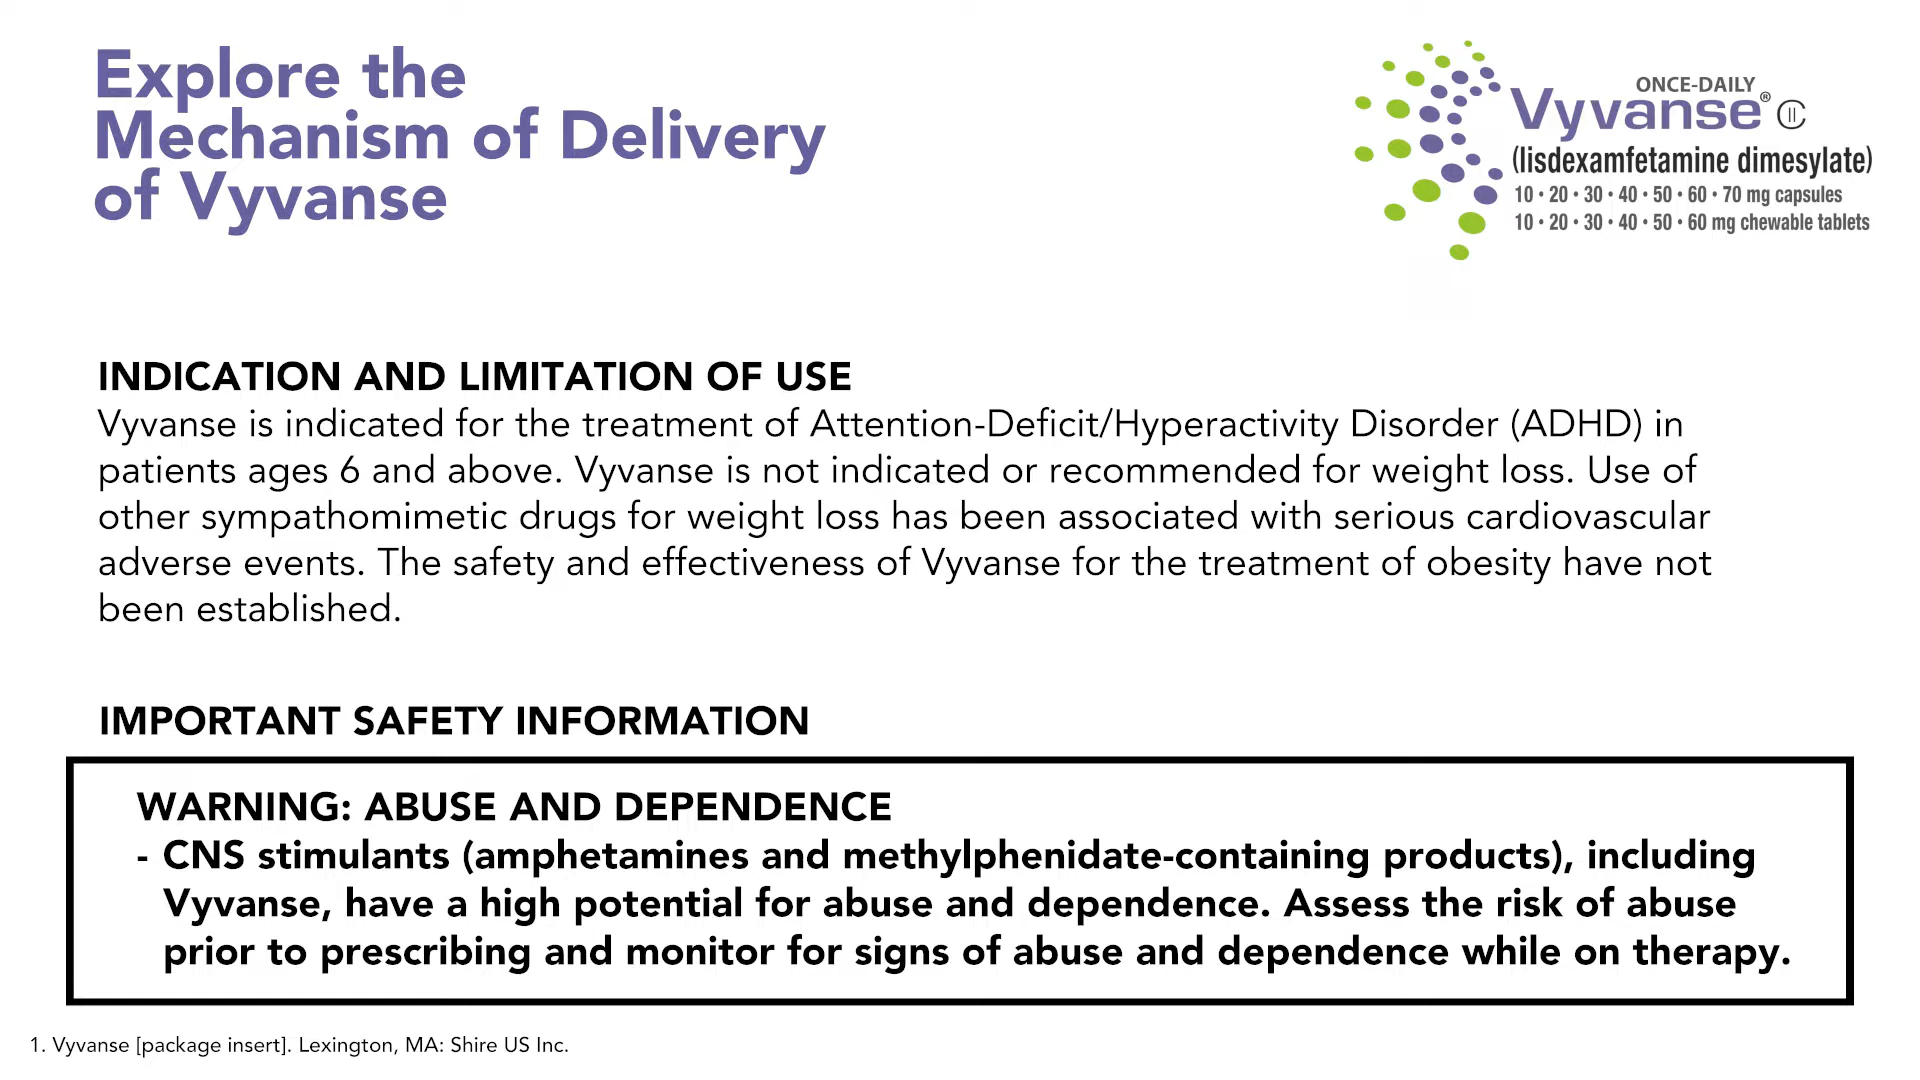 Explore the
Mechanism of Delivery
of Vyvanse
ONCE-DAILY
Vyvanse® CII
(lisdexamfetamine dimesylate)
10 • 20 • 30 • 40 • 50 • 60 • 70 mg capsules
10 • 20 • 30 • 40 • 50 • 60 mg chewable tablets
INDICATION AND LIMITATION OF USE
Vyvanse is indicated for the treatment of Attention-Deficit/Hyperactivity Disorder (ADHD) in
patients ages 6 and above. Vyvanse is not indicated or recommended for weight loss. Use of
other sympathomimetic drugs for weight loss has been associated with serious cardiovascular
adverse events. The safety and effectiveness of Vyvanse for the treatment of obesity have not
been established.
IMPORTANT SAFETY INFORMATION
WARNING: ABUSE AND DEPENDENCE
- CNS stimulants (amphetamines and methylphenidate-containing products), including
Vyvanse, have a high potential for abuse and dependence. Assess the risk of abuse
prior to prescribing and monitor for signs of abuse and dependence while on therapy.
1. Vyvanse [package insert]. Lexington, MA: Shire US Inc.